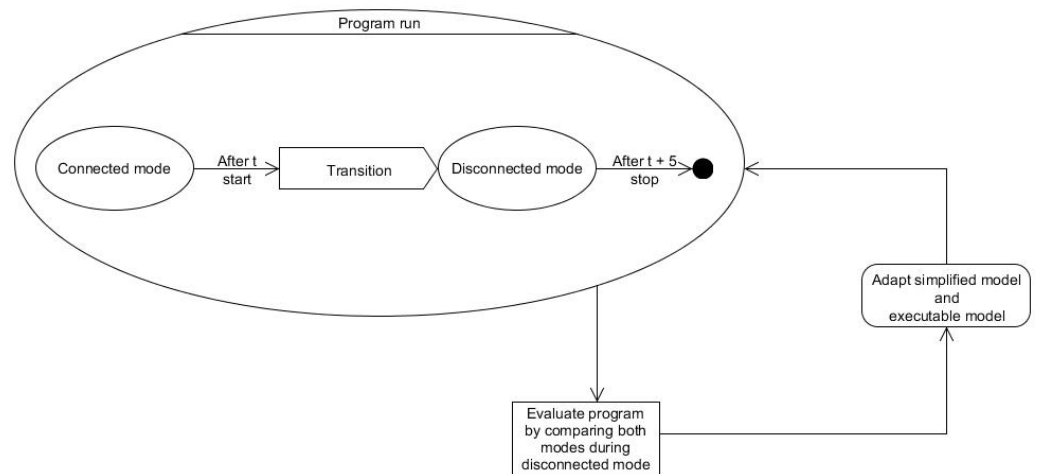 Program run
Connected mode
After t
start
Transition
Disconnected mode
After t + 5
stop
Adapt simplified model
and
executable model
Evaluate program
by comparing both
modes during
disconnected mode